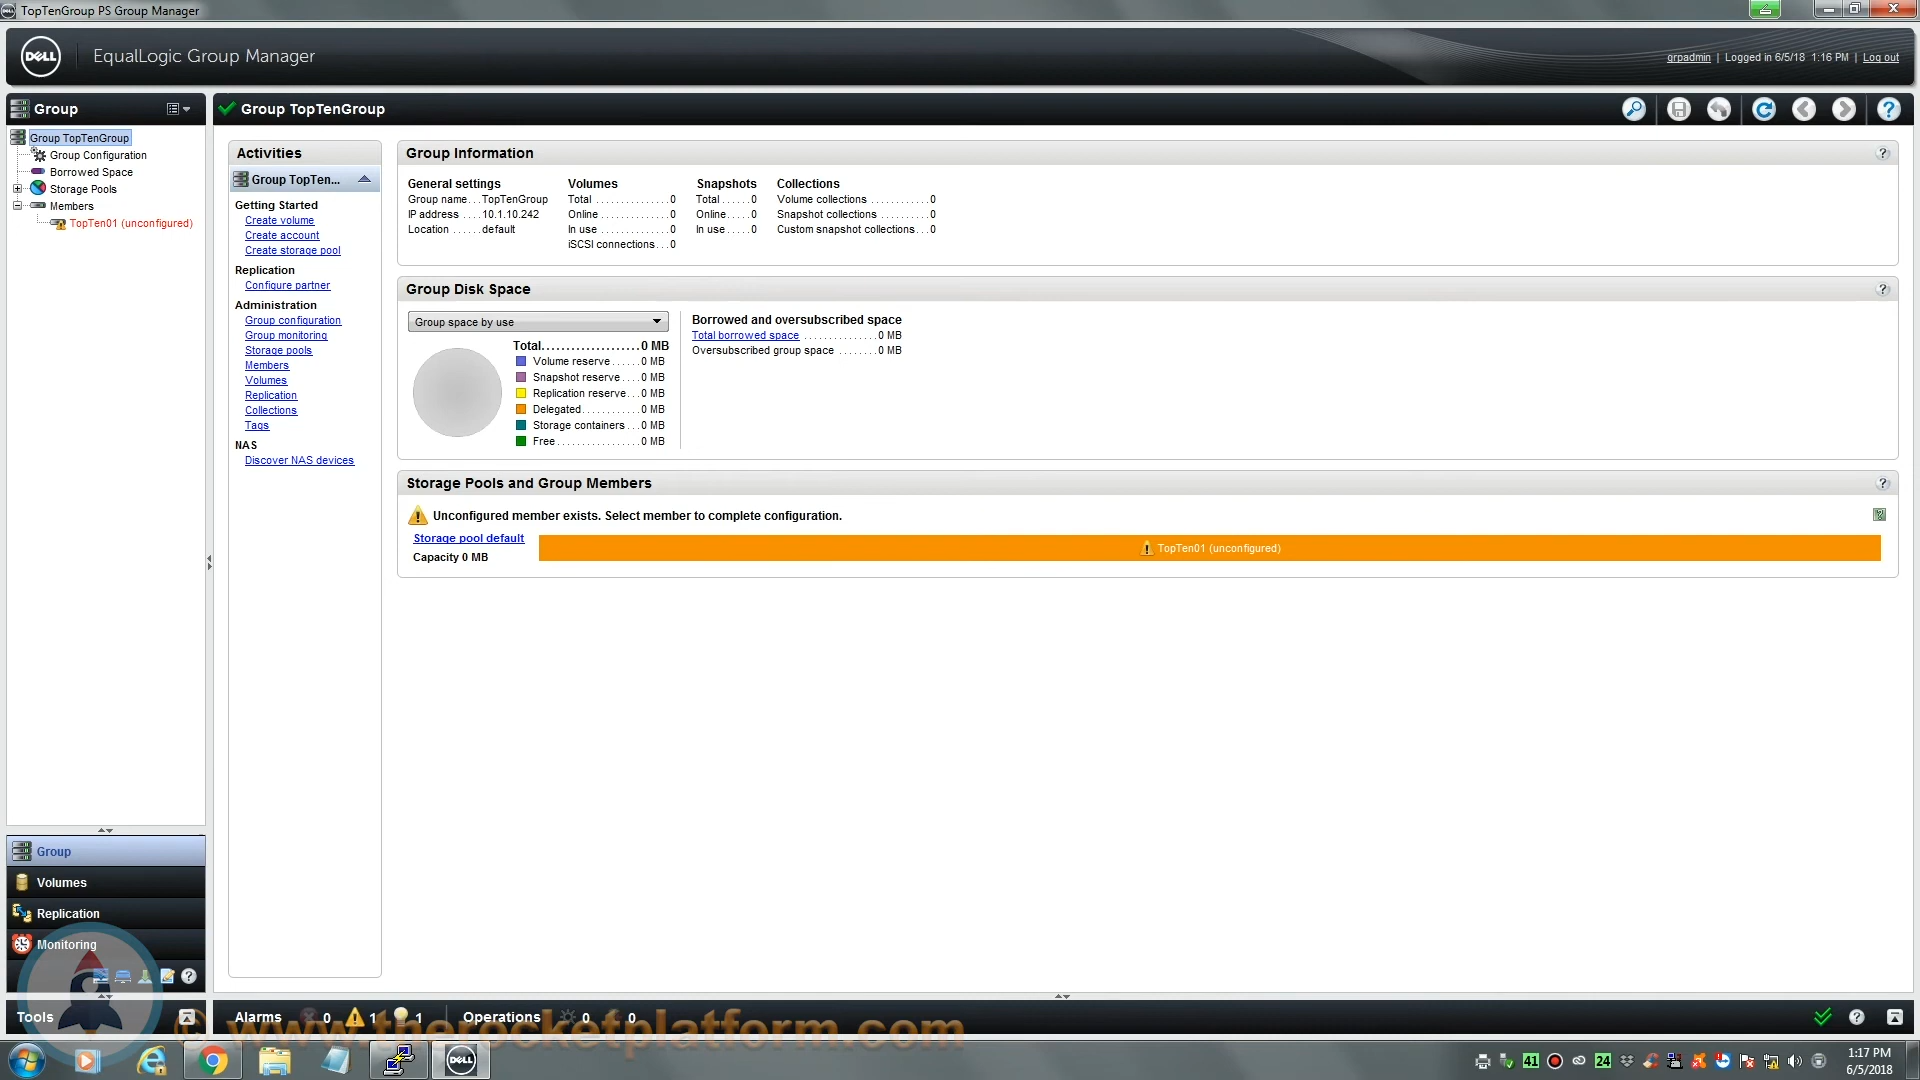 TopTenGroup PS Group Manager
DELL
EqualLogic Group Manager
grpadmin | Logged in 6/5/18 1:16 PM | Log out
Group
Group TopTenGroup
Group TopTenGroup
Group Configuration
Borrowed Space
Storage Pools
Members
TopTen01 (unconfigured)
Activities
Group TopTen...
Getting Started
Create volume
Create account
Create storage pool
Replication
Configure partner
Administration
Group configuration
Group monitoring
Storage pools
Members
Volumes
Replication
Collections
Tags
NAS
Discover NAS devices
Group Information
General settings
Group name...TopTenGroup
IP address ....10.1.10.242
Location ......default
Volumes
Total ..............0
Online .............0
In use .............0
iSCSI connections...0
Snapshots
Total......0
Online.....0
In use.....0
Collections
Volume collections ...........0
Snapshot collections ..........0
Custom snapshot collections...0
Group Disk Space
Group space by use
Total..................0 MB
Volume reserve ......0 MB
Snapshot reserve ....0 MB
Replication reserve...0 MB
Delegated...........0 MB
Storage containers...0 MB
Free................0 MB
Borrowed and oversubscribed space
Total borrowed space ..............0 MB
Oversubscribed group space ........0 MB
Storage Pools and Group Members
Unconfigured member exists. Select member to complete configuration.
Storage pool default
Capacity 0 MB
TopTen01 (unconfigured)
Group
Volumes
Replication
Monitoring
Tools
Alarms 0 1 1 Operations 0 0
© www.therocketplatform.com
DELL
41
24
1:17 PM
6/5/2018